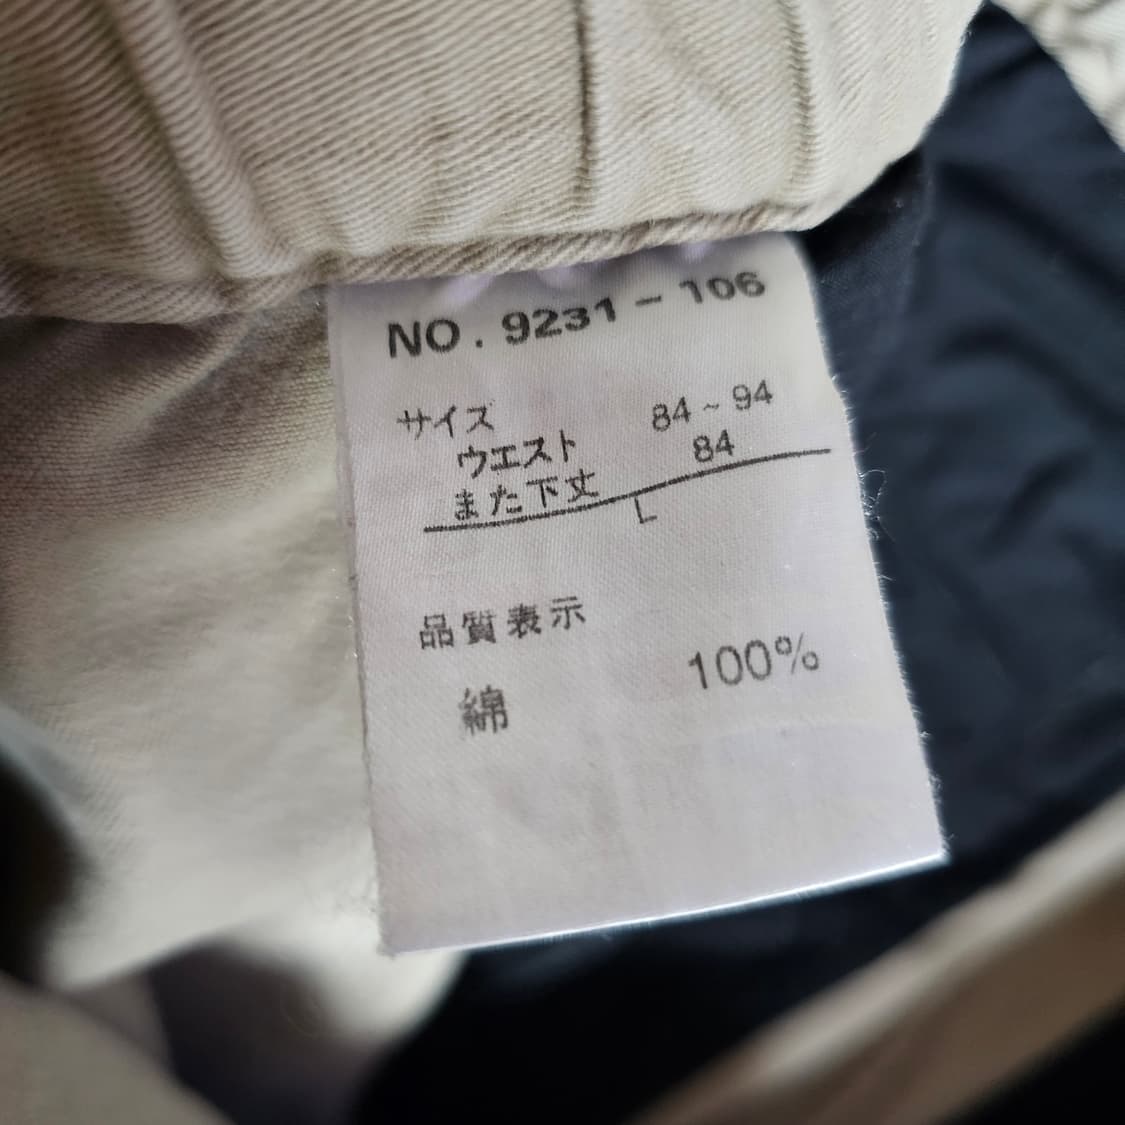 NO. 9231-106
サイズ
ウエスト 84~94
また下丈 84
L
品質表示
綿 100%